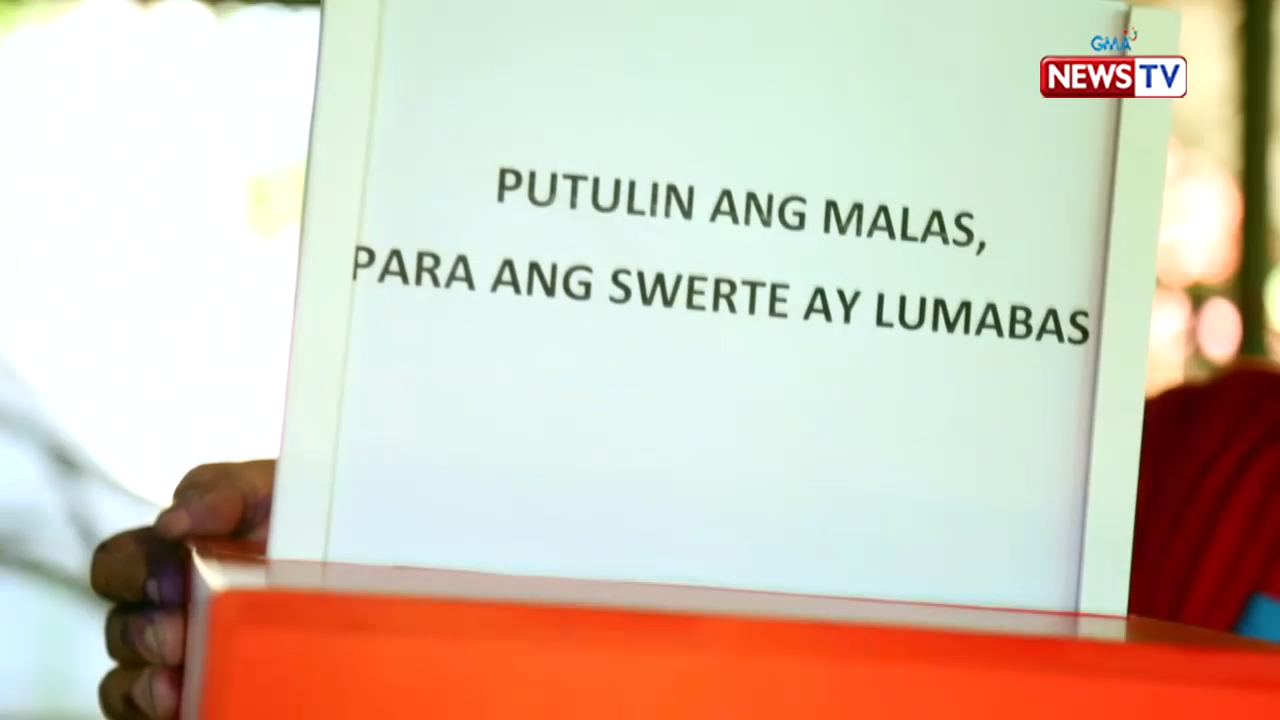 GMA
NEWS TV
PUTULIN ANG MALAS,
PARA ANG SWERTE AY LUMABAS